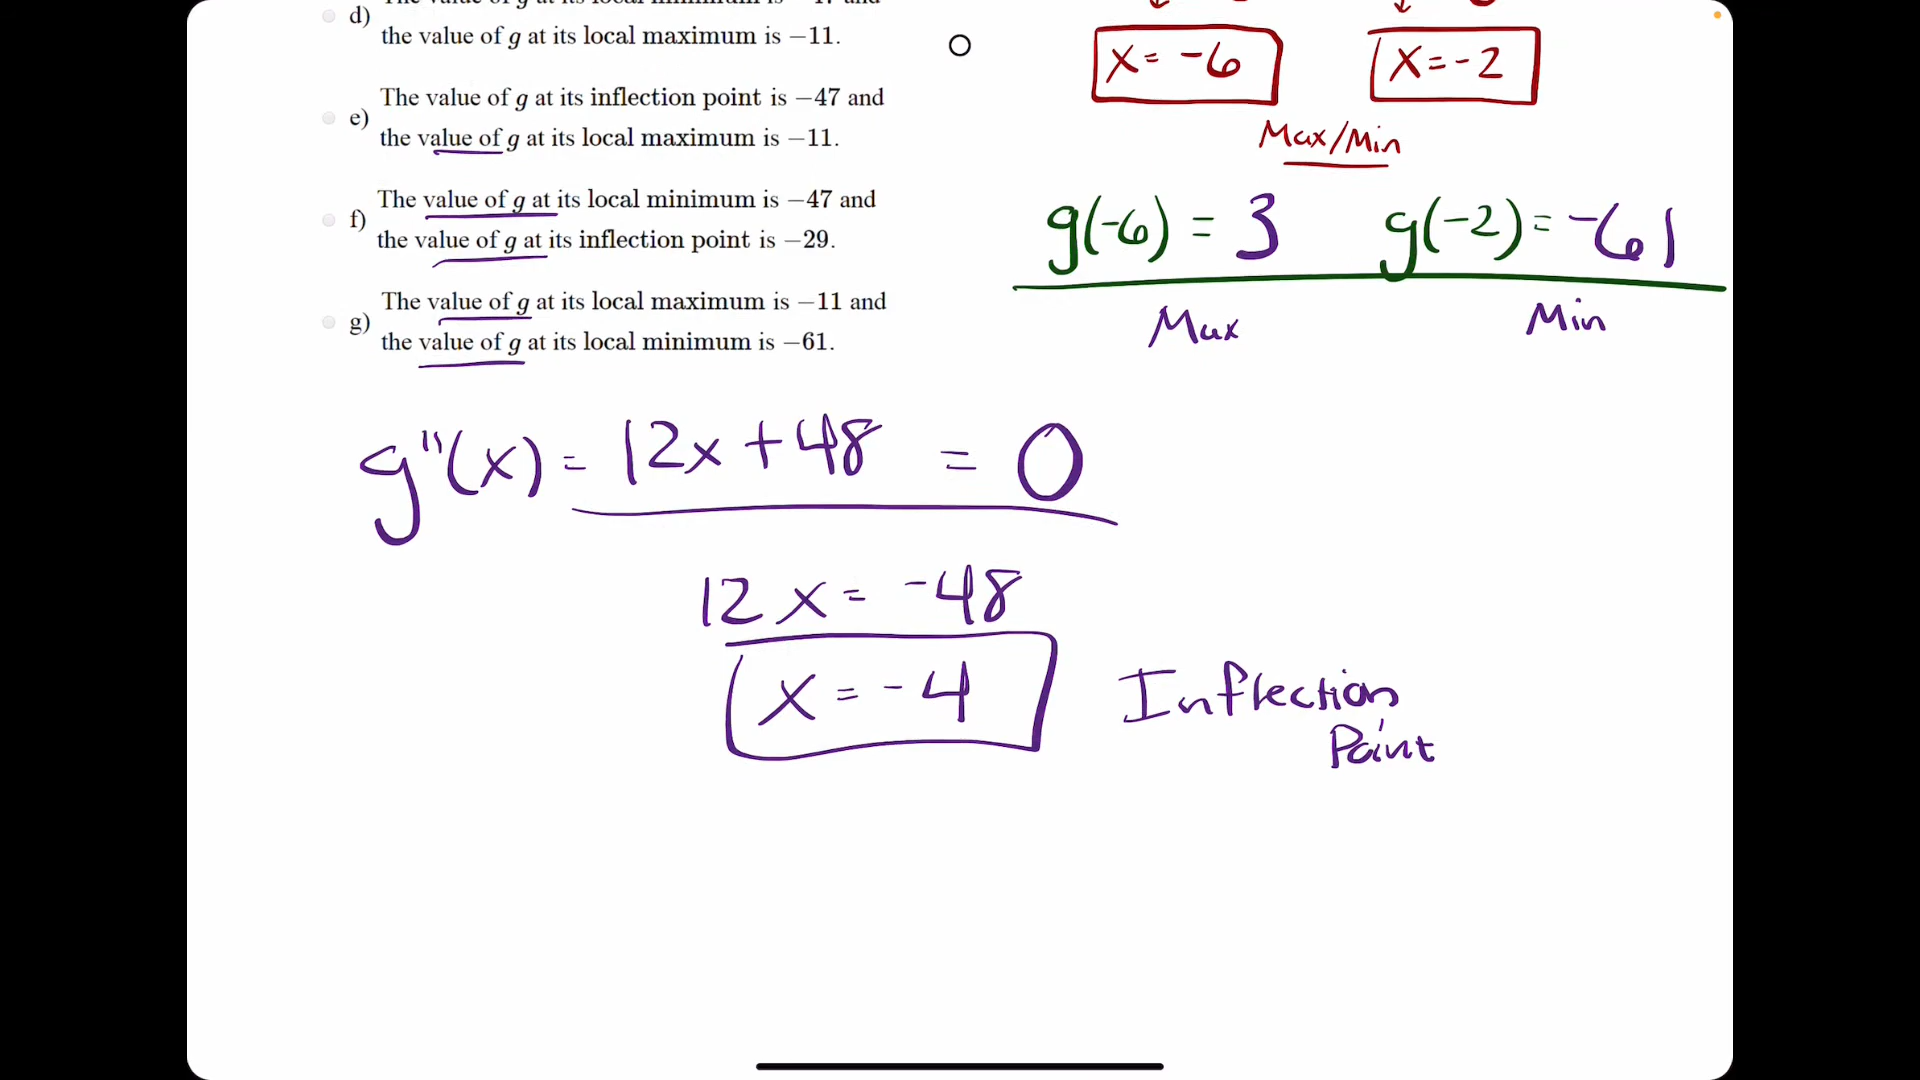 d)
the value of g at its local maximum is −11.
e) The value of g at its inflection point is −47 and
the value of g at its local maximum is −11.
f) The value of g at its local minimum is −47 and
the value of g at its inflection point is −29.
g) The value of g at its local maximum is −11 and
the value of g at its local minimum is −61.
x = -6
x = -2
Max/Min
g(-6) = 3
g(-2) = -61
Max
Min
g"(x) = 12x + 48 = 0
12x = -48
x = -4
Inflection
Point